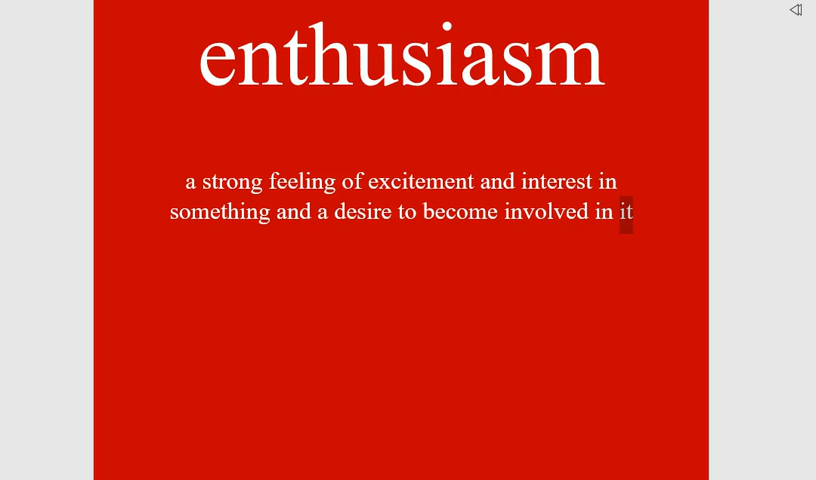 enthusiasm
a strong feeling of excitement and interest in
something and a desire to become involved in it